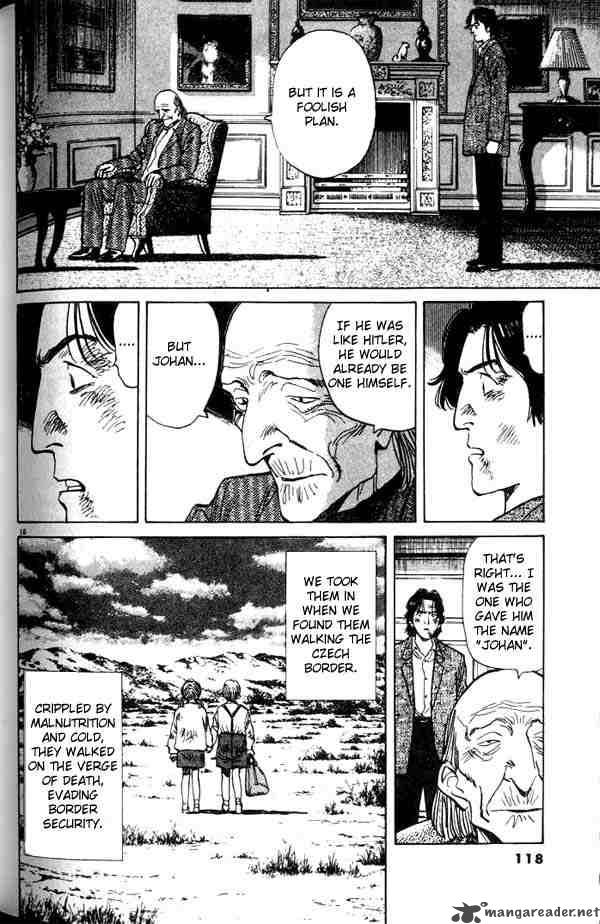 BUT IT IS A
FOOLISH
PLAN.
IF HE WAS
LIKE HITLER,
HE WOULD
ALREADY BE
ONE HIMSELF.
BUT
JOHAN...
....
THAT'S
RIGHT... I
WAS THE
ONE WHO
GAVE HIM
THE NAME
"JOHAN".
WE TOOK
THEM IN
WHEN WE
FOUND THEM
WALKING THE
CZECH
BORDER.
CRIPPLED BY
MALNUTRITION
AND COLD,
THEY WALKED
ON THE VERGE
OF DEATH,
EVADING
BORDER
SECURITY.
118
mangareader.net